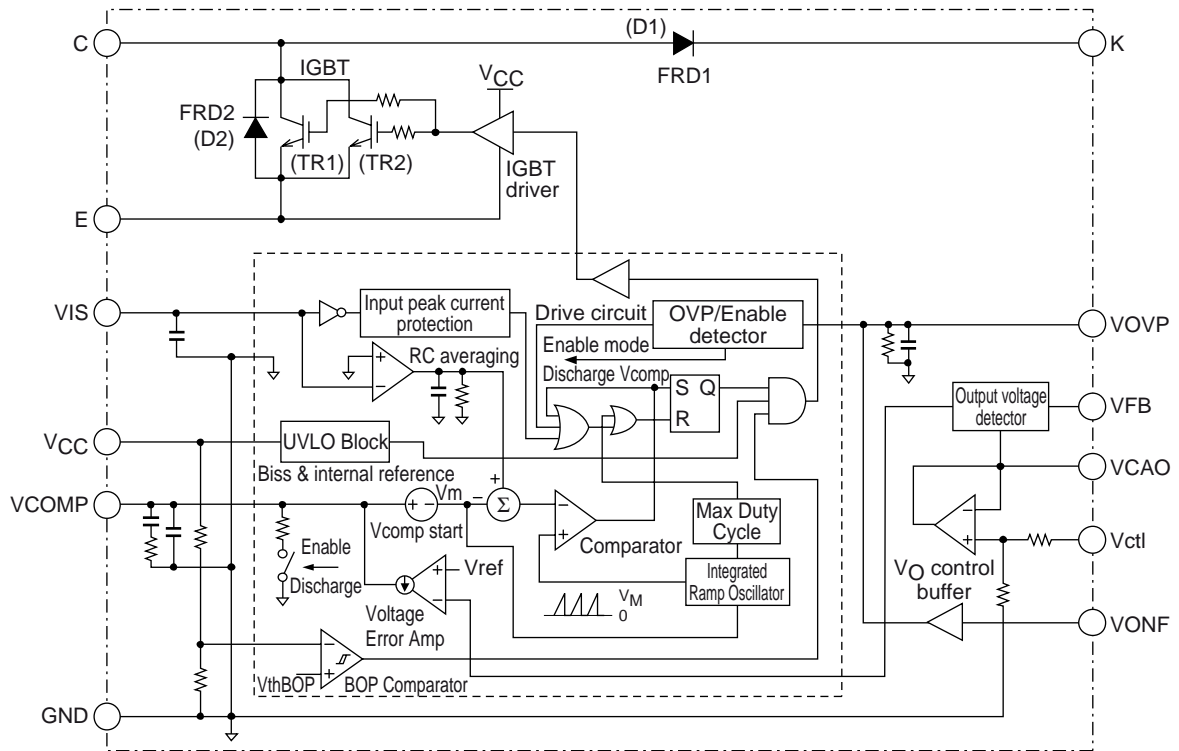 (D1)
C
K
IGBT
VCC
FRD1
FRD2
(D2)
(TR1)
(TR2)
IGBT
driver
E
VIS
Input peak current
protection
Drive circuit
OVP/Enable
detector
VOVP
RC averaging
Enable mode
Discharge Vcomp
+
−
S Q
R
Output voltage
detector
VFB
VCC
UVLO Block
Biss & internal reference
VCAO
VCOMP
+ −
Vm
−
+
Σ
Vcomp start
−
+
Comparator
Max Duty
Cycle
−
+
Vctl
Enable
Discharge
+
−
Vref
Voltage
Error Amp
VM
0
Integrated
Ramp Oscillator
VO control
buffer
VONF
−
+
VthBOP
BOP Comparator
GND